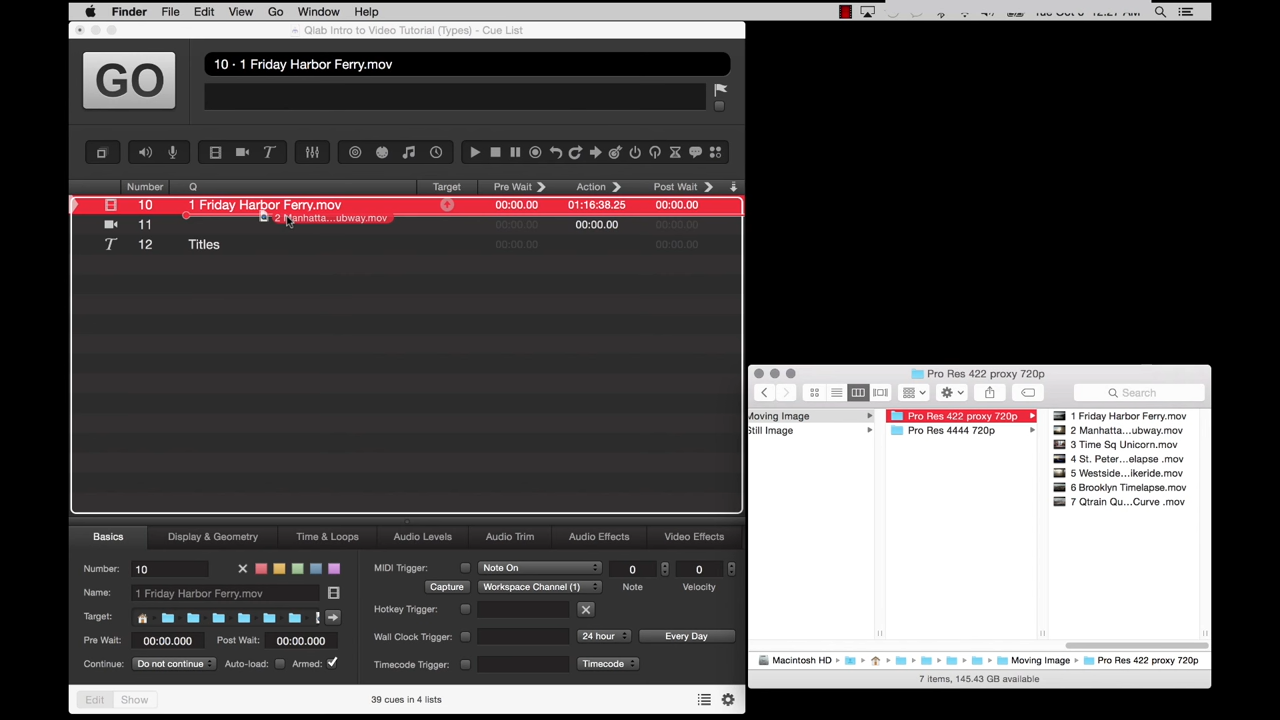 Finder File Edit View Go Window Help
Qlab Intro to Video Tutorial (Types) - Cue List
GO
10 · 1 Friday Harbor Ferry.mov
Number Q Target Pre Wait Action Post Wait
10 1 Friday Harbor Ferry.mov 00:00.00 01:16:38.25 00:00.00
2 Manhatta...ubway.mov
11 00:00.00 00:00.00 00:00.00
12 Titles 00:00.00 00:00.00
Basics Display & Geometry Time & Loops Audio Levels Audio Trim Audio Effects Video Effects
Number: 10
Name: 1 Friday Harbor Ferry.mov
Target:
Pre Wait: 00:00.000 Post Wait: 00:00.000
Continue: Do not continue Auto-load: Armed:
MIDI Trigger: Note On 0 0
Capture Workspace Channel (1) Note Velocity
Hotkey Trigger:
Wall Clock Trigger: 24 hour Every Day
Timecode Trigger: Timecode
Edit Show 39 cues in 4 lists
Pro Res 422 proxy 720p
Search
Moving Image Pro Res 422 proxy 720p 1 Friday Harbor Ferry.mov
Still Image Pro Res 4444 720p 2 Manhatta...ubway.mov
3 Time Sq Unicorn.mov
4 St. Peter...elapse .mov
5 Westside...ikeride.mov
6 Brooklyn Timelapse.mov
7 Qtrain Qu...Curve .mov
Macintosh HD Moving Image Pro Res 422 proxy 720p
7 items, 145.43 GB available